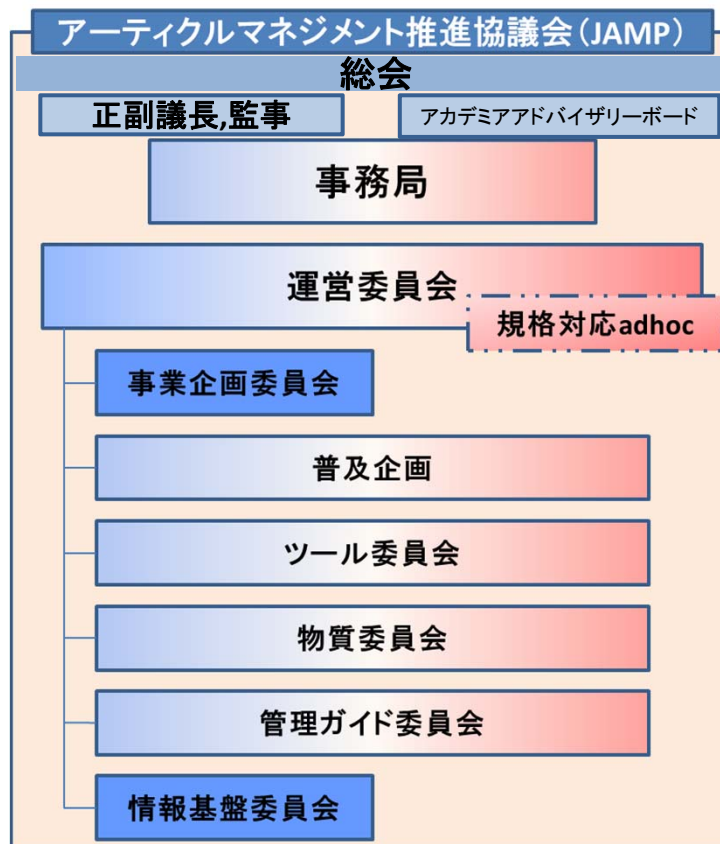 アーティクルマネジメント推進協議会（JAMP）
総会
正副議長,監事
アカデミアアドバイザリーボード
事務局
運営委員会
規格対応adhoc
事業企画委員会
普及企画
ツール委員会
物質委員会
管理ガイド委員会
情報基盤委員会